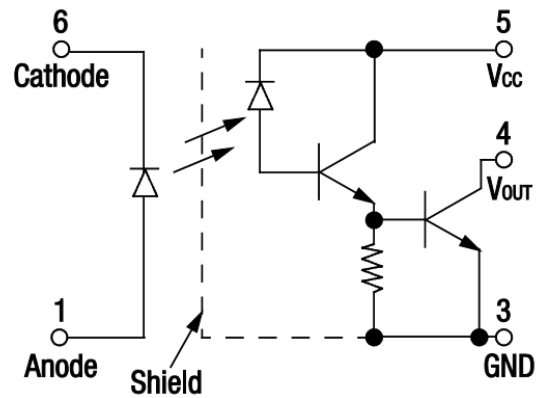 6
Cathode
5
Vcc
4
VOUT
1
Anode
Shield
3
GND